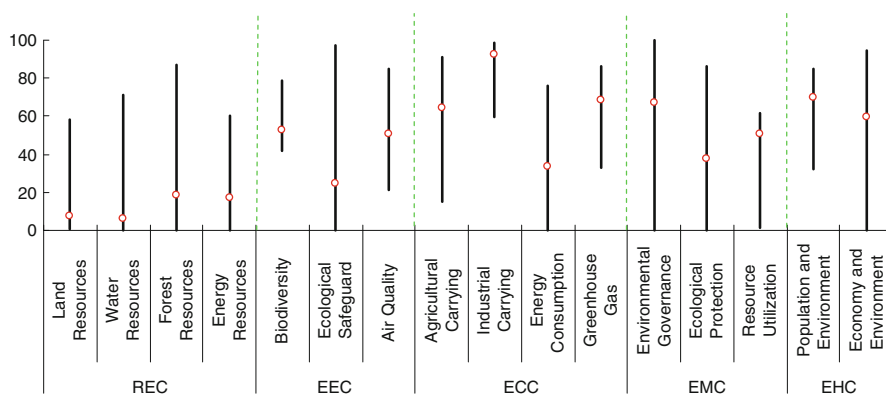 100
80
60
40
20
0
Land
Resources
Water
Resources
Forest
Resources
Energy
Resources
Biodiversity
Ecological
Safeguard
Air Quality
Agricultural
Carrying
Industrial
Carrying
Energy
Consumption
Greenhouse
Gas
Environmental
Governance
Ecological
Protection
Resource
Utilization
Population and
Environment
Economy and
Environment
REC
EEC
ECC
EMC
EHC